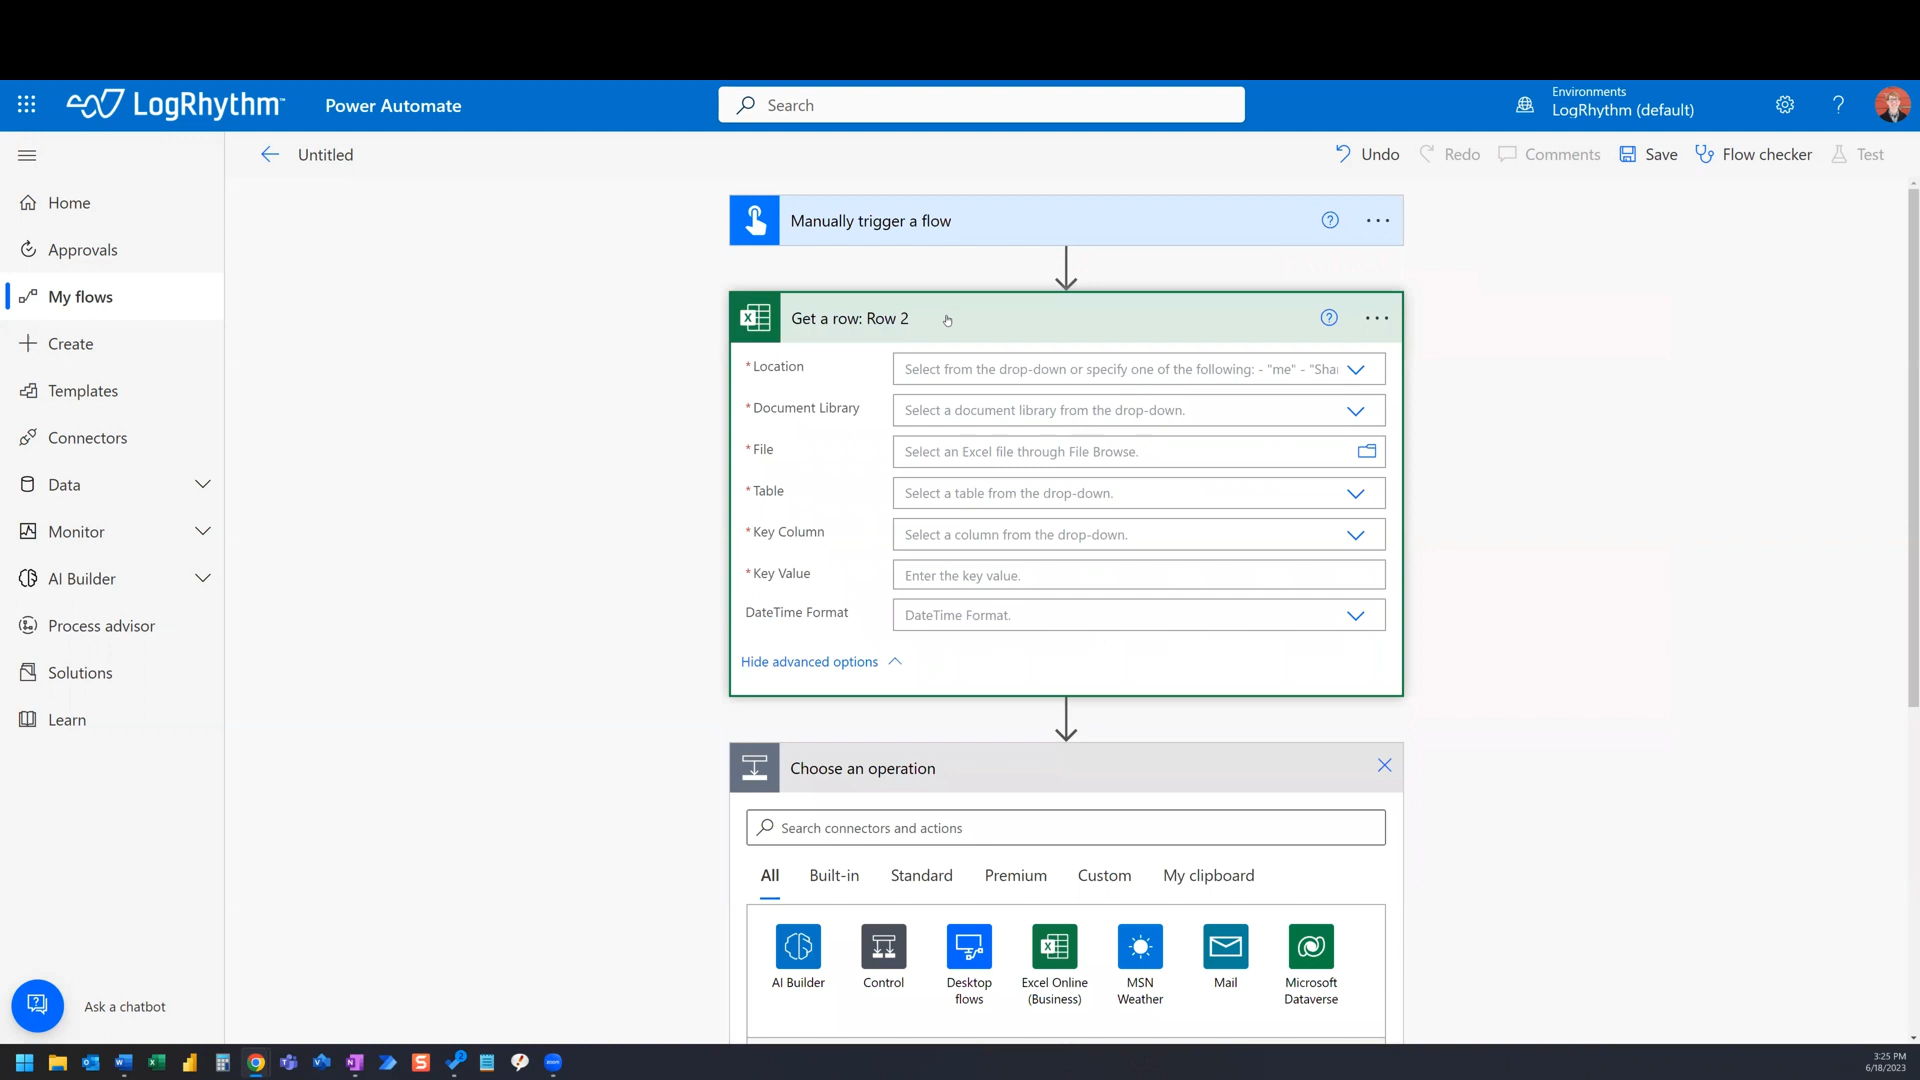 LogRhythm™
Power Automate
Search
Environments
LogRhythm (default)
Untitled
Undo
Redo
Comments
Save
Flow checker
Test
Home
Approvals
My flows
Create
Templates
Connectors
Data
Monitor
AI Builder
Process advisor
Solutions
Learn
Ask a chatbot
Manually trigger a flow
Get a row: Row 2
* Location
Select from the drop-down or specify one of the following: - "me" - "Shar
* Document Library
Select a document library from the drop-down.
* File
Select an Excel file through File Browse.
* Table
Select a table from the drop-down.
* Key Column
Select a column from the drop-down.
* Key Value
Enter the key value.
DateTime Format
DateTime Format.
Hide advanced options
Choose an operation
Search connectors and actions
All
Built-in
Standard
Premium
Custom
My clipboard
AI Builder
Control
Desktop
flows
Excel Online
(Business)
MSN
Weather
Mail
Microsoft
Dataverse
3:25 PM
6/18/2023